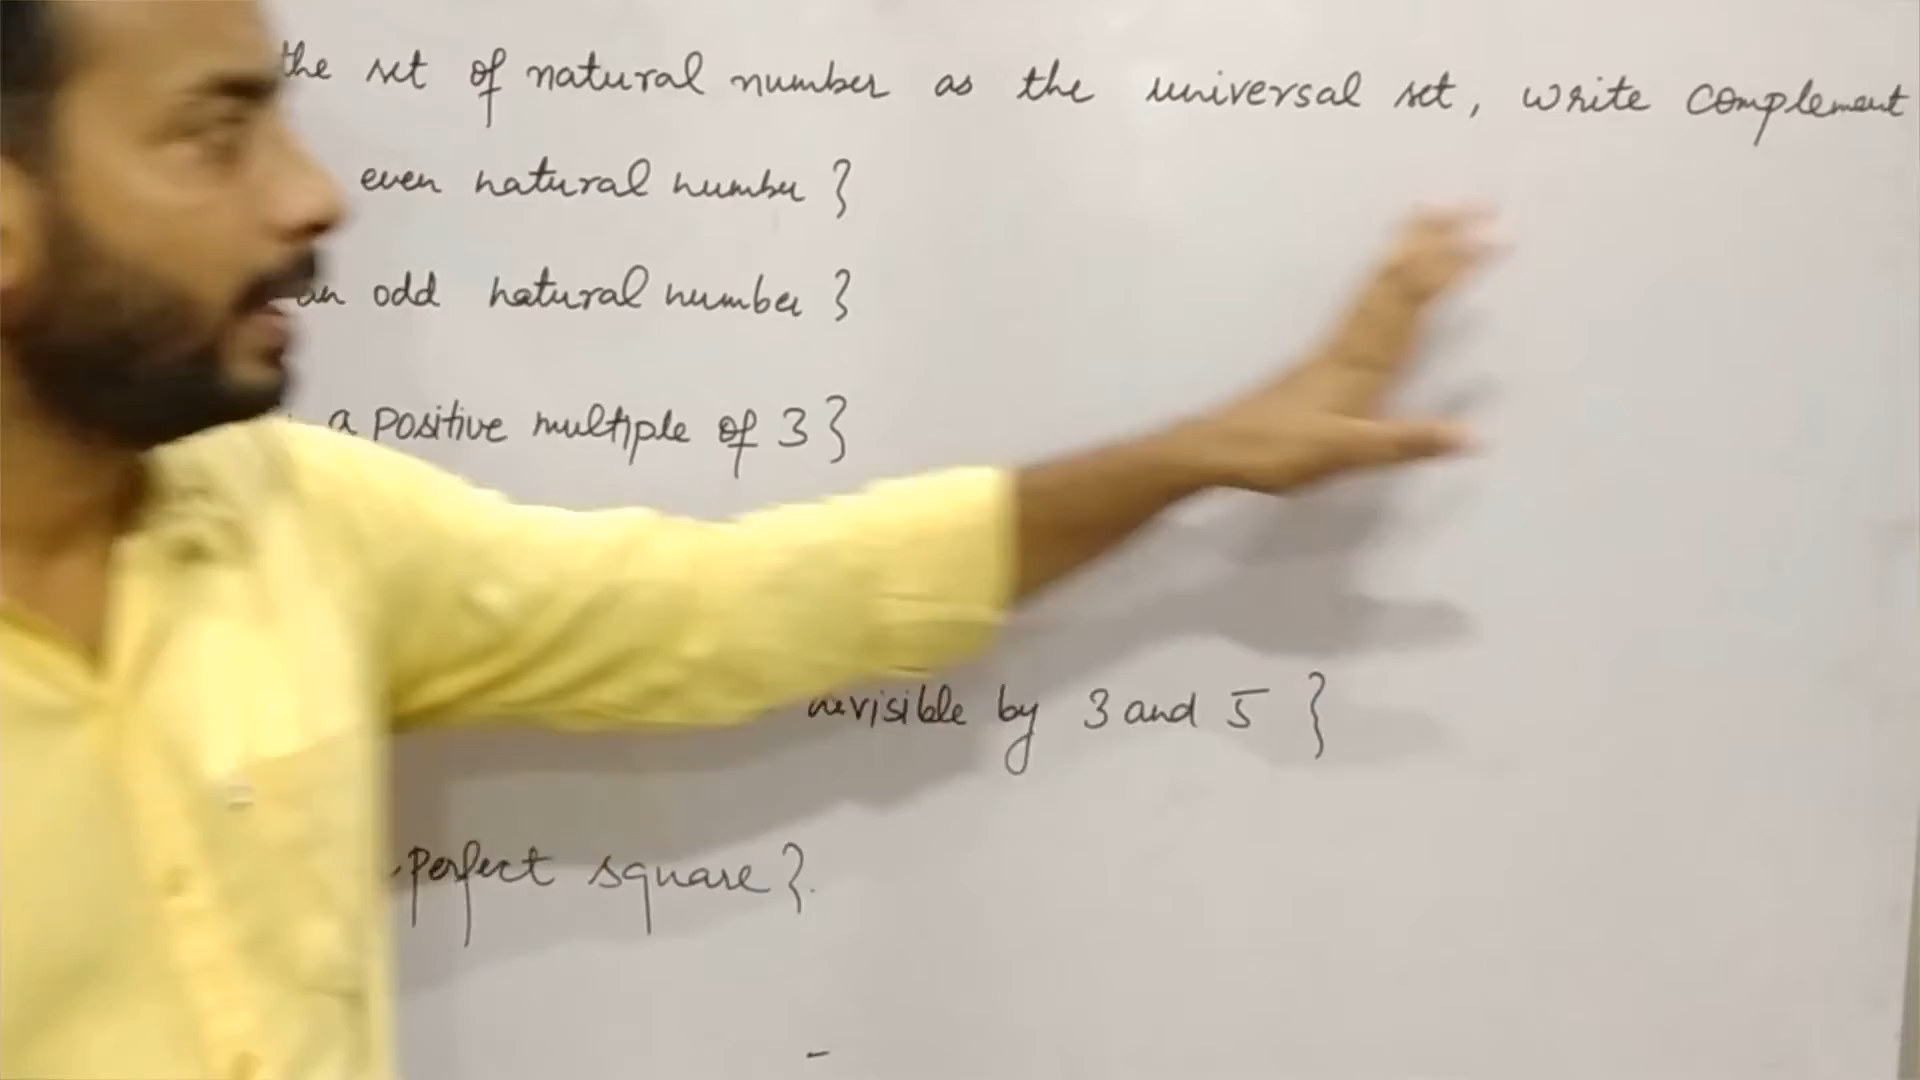 the set of natural number as the universal set, write complement
even natural number }
an odd natural number }
a positive multiple of 3 }
by 3 and 5 }
perfect square }.